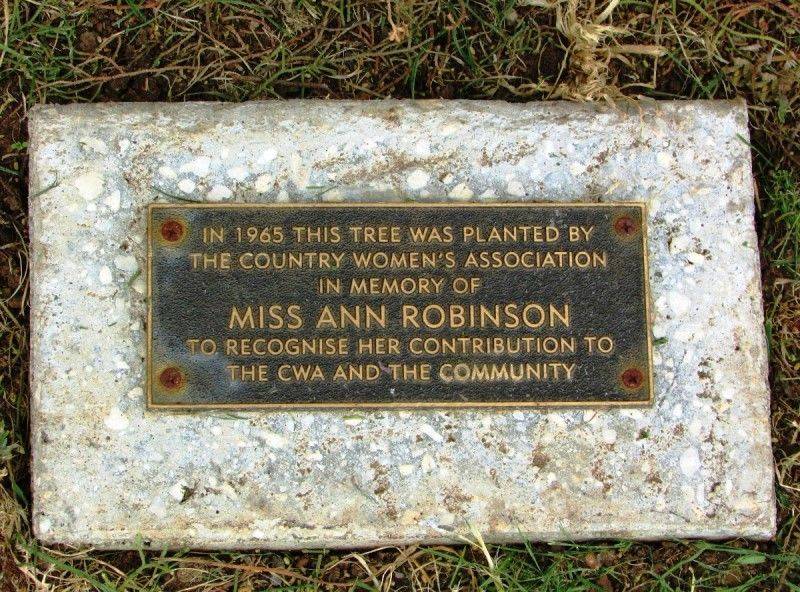 IN 1965 THIS TREE WAS PLANTED BY
THE COUNTRY WOMEN'S ASSOCIATION
IN MEMORY OF
MISS ANN ROBINSON
TO RECOGNISE HER CONTRIBUTION TO
THE CWA AND THE COMMUNITY